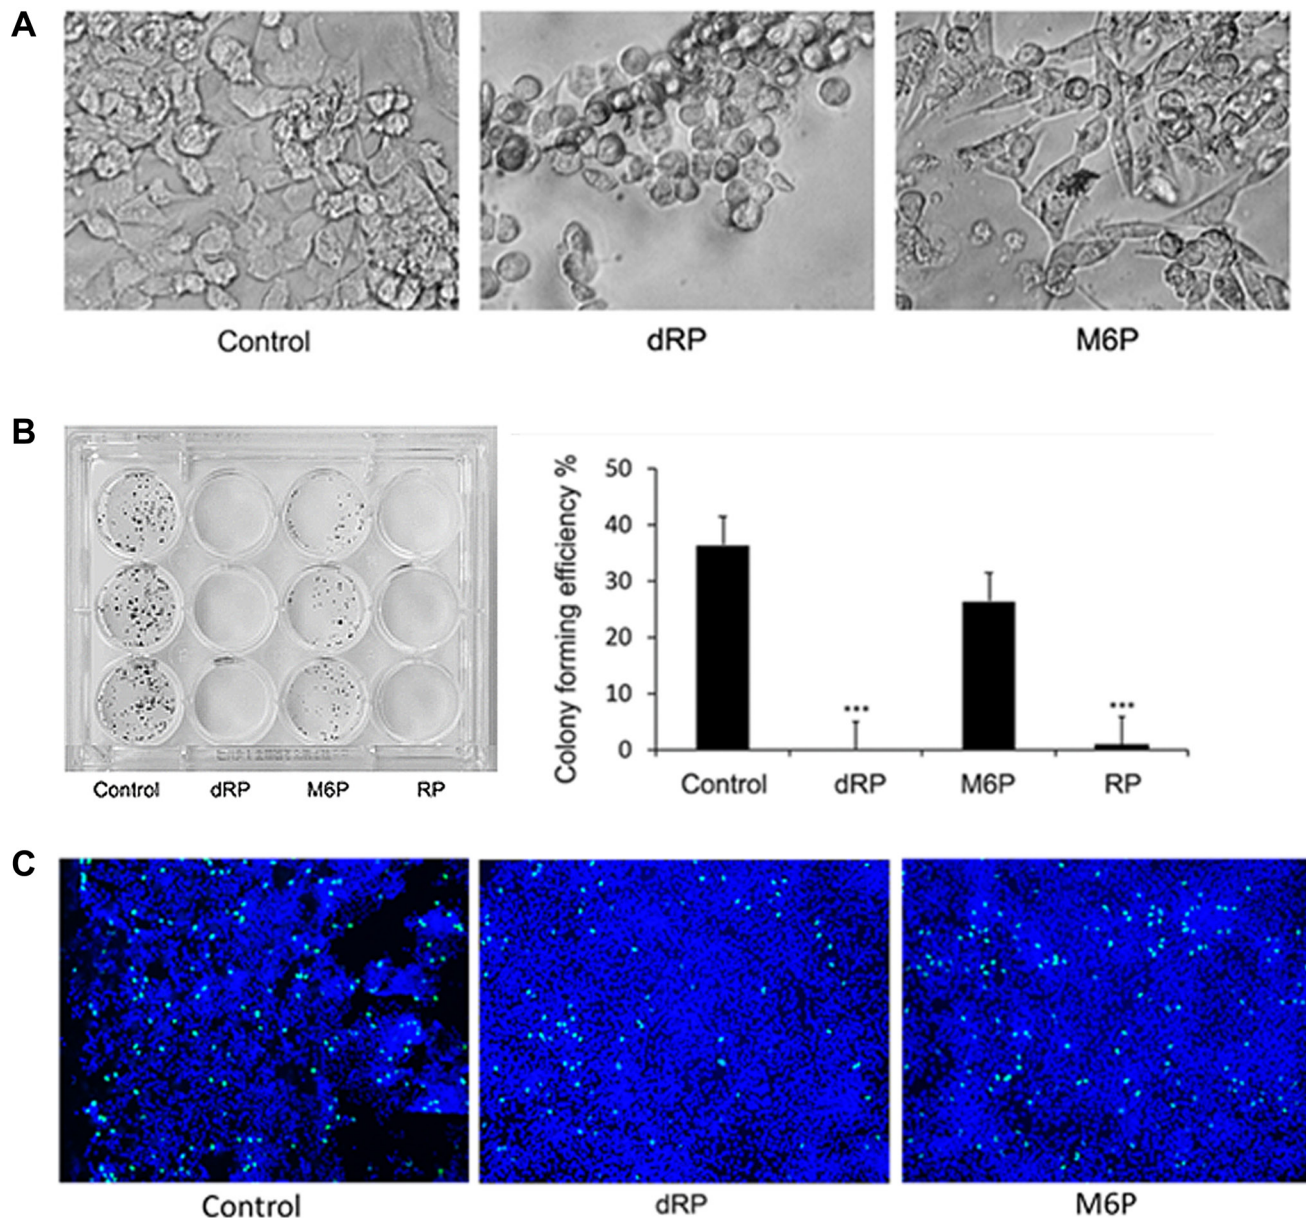 A
Control
dRP
M6P
B
Control
dRP
M6P
RP
Colony forming efficiency %
50
40
30
20
10
0
***
***
Control
dRP
M6P
RP
C
Control
dRP
M6P